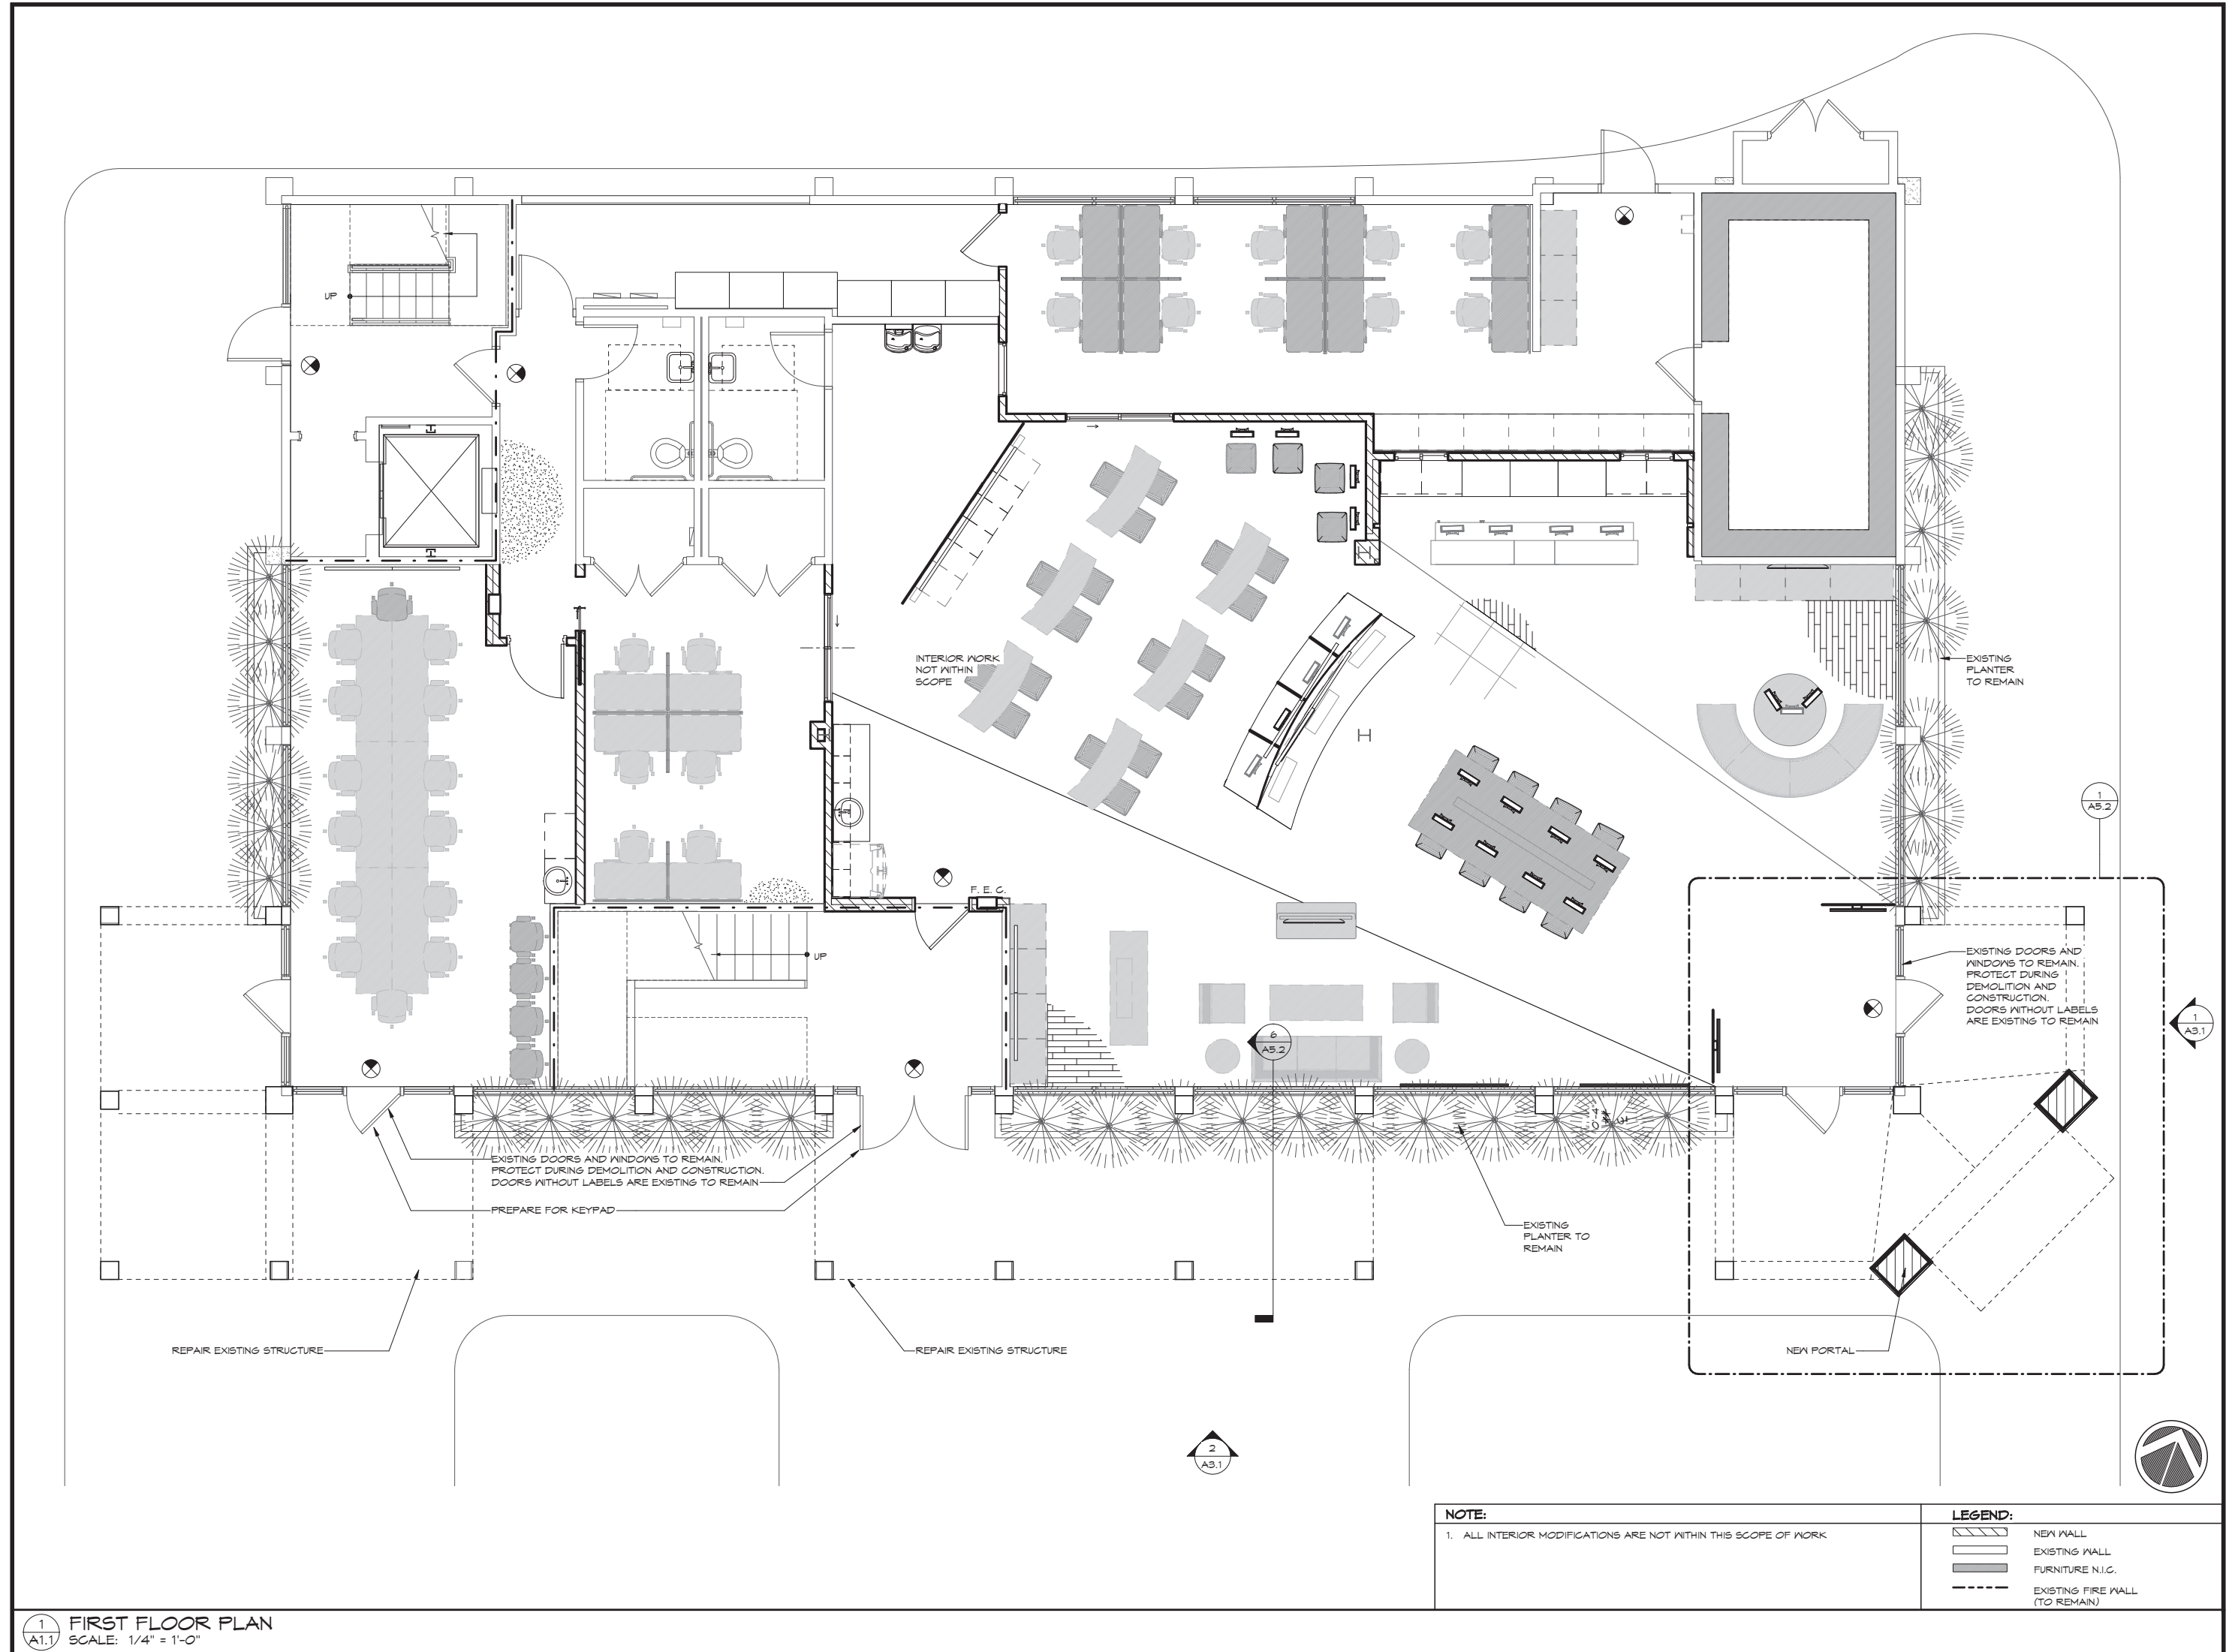 UP
INTERIOR WORK
NOT WITHIN
SCOPE
EXISTING
PLANTER
TO REMAIN
1
A5.2
F. E. C.
UP
EXISTING DOORS AND
WINDOWS TO REMAIN.
PROTECT DURING
DEMOLITION AND
CONSTRUCTION.
DOORS WITHOUT LABELS
ARE EXISTING TO REMAIN
1
A3.1
6
A5.2
EXISTING DOORS AND WINDOWS TO REMAIN.
PROTECT DURING DEMOLITION AND CONSTRUCTION.
DOORS WITHOUT LABELS ARE EXISTING TO REMAIN
PREPARE FOR KEYPAD
EXISTING
PLANTER TO
REMAIN
REPAIR EXISTING STRUCTURE
REPAIR EXISTING STRUCTURE
NEW PORTAL
2
A3.1
NOTE:
1. ALL INTERIOR MODIFICATIONS ARE NOT WITHIN THIS SCOPE OF WORK
LEGEND:
NEW WALL
EXISTING WALL
FURNITURE N.I.C.
EXISTING FIRE WALL
(TO REMAIN)
1
A1.1
FIRST FLOOR PLAN
SCALE: 1/4" = 1'-0"